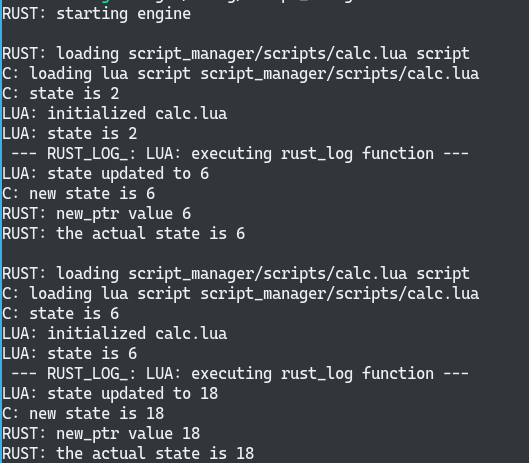 RUST: starting engine
RUST: loading script_manager/scripts/calc.lua script
C: loading lua script script_manager/scripts/calc.lua
C: state is 2
LUA: initialized calc.lua
LUA: state is 2
--- RUST_LOG_: LUA: executing rust_log function ---
LUA: state updated to 6
C: new state is 6
RUST: new_ptr value 6
RUST: the actual state is 6
RUST: loading script_manager/scripts/calc.lua script
C: loading lua script script_manager/scripts/calc.lua
C: state is 6
LUA: initialized calc.lua
LUA: state is 6
--- RUST_LOG_: LUA: executing rust_log function ---
LUA: state updated to 18
C: new state is 18
RUST: new_ptr value 18
RUST: the actual state is 18